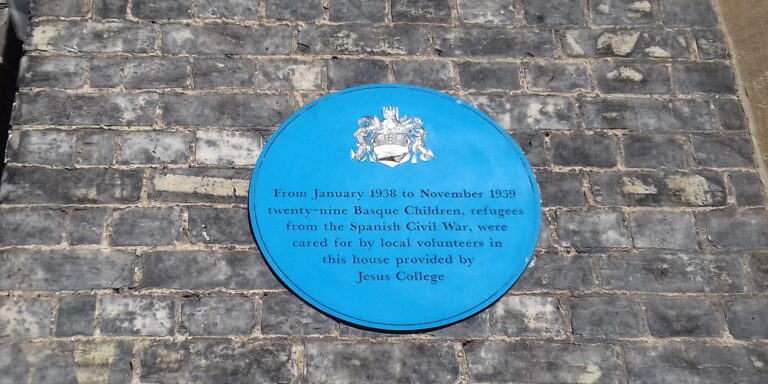 From January 1938 to November 1939
twenty-nine Basque Children, refugees
from the Spanish Civil War, were
cared for by local volunteers in
this house provided by
Jesus College